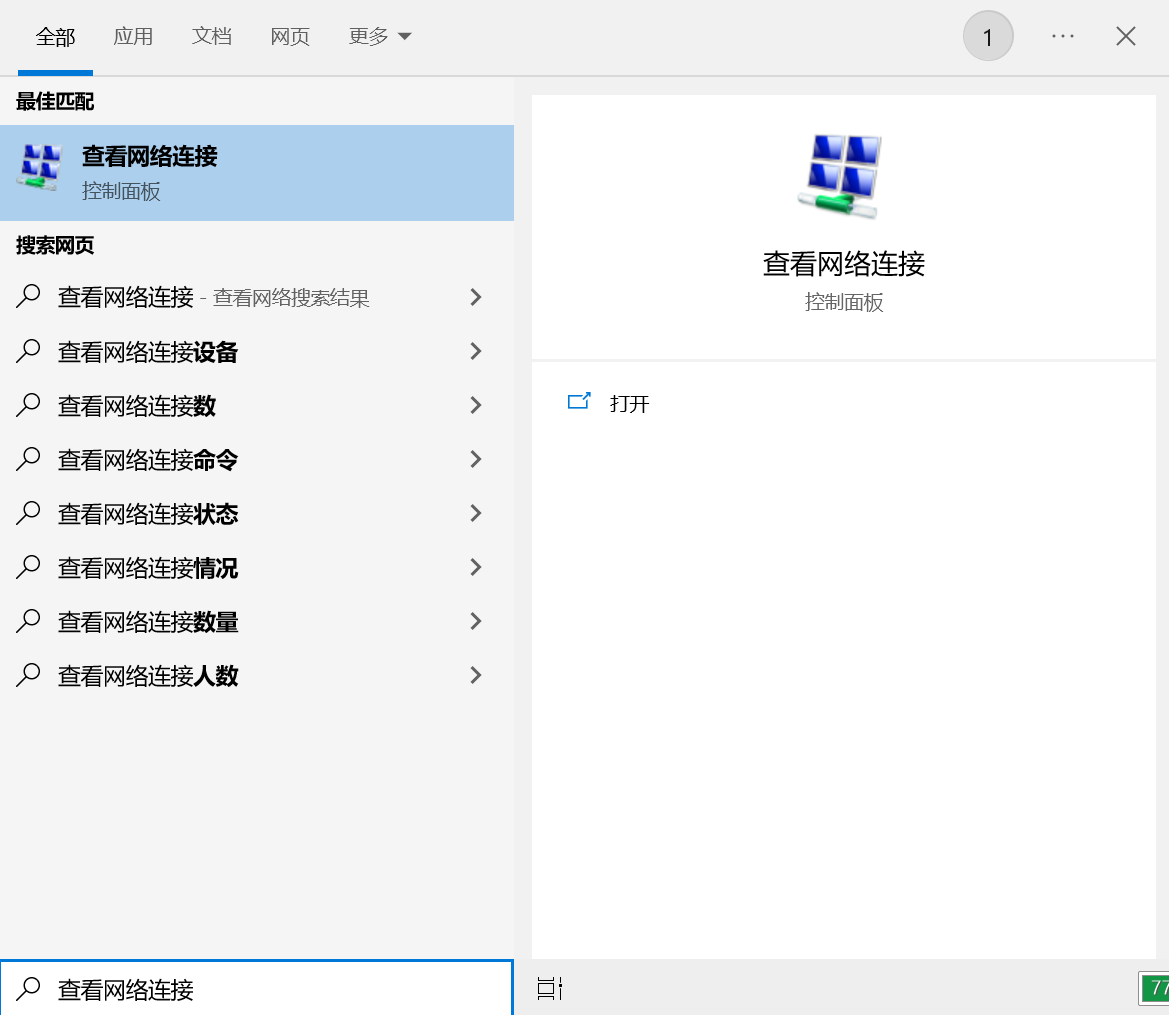 全部 应用 文档 网页 更多 1 ···
最佳匹配
查看网络连接
控制面板
搜索网页
查看网络连接 - 查看网络搜索结果
查看网络连接设备
查看网络连接数
查看网络连接命令
查看网络连接状态
查看网络连接情况
查看网络连接数量
查看网络连接人数
查看网络连接
控制面板
打开
查看网络连接
77